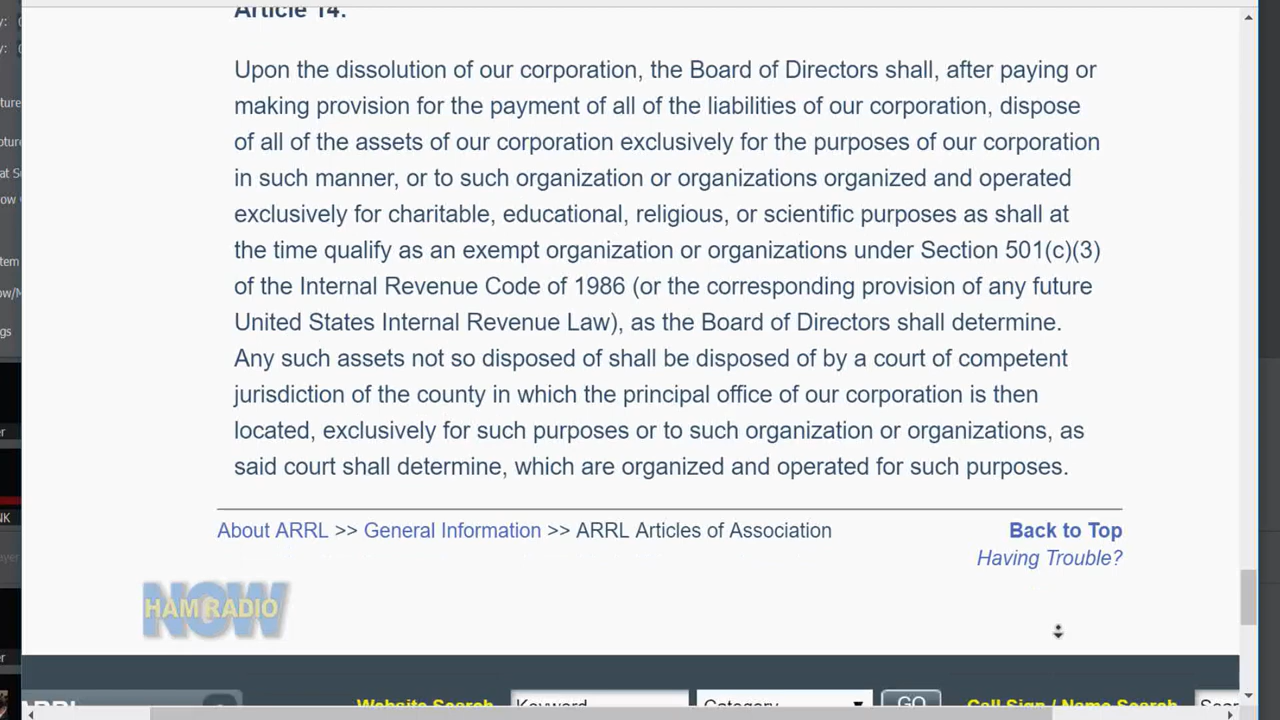 Article 14.
Upon the dissolution of our corporation, the Board of Directors shall, after paying or
making provision for the payment of all of the liabilities of our corporation, dispose
of all of the assets of our corporation exclusively for the purposes of our corporation
in such manner, or to such organization or organizations organized and operated
exclusively for charitable, educational, religious, or scientific purposes as shall at
the time qualify as an exempt organization or organizations under Section 501(c)(3)
of the Internal Revenue Code of 1986 (or the corresponding provision of any future
United States Internal Revenue Law), as the Board of Directors shall determine.
Any such assets not so disposed of shall be disposed of by a court of competent
jurisdiction of the county in which the principal office of our corporation is then
located, exclusively for such purposes or to such organization or organizations, as
said court shall determine, which are organized and operated for such purposes.
About ARRL >> General Information >> ARRL Articles of Association
Back to Top
Having Trouble?
NOW
HAM RADIO
ARRL
Website Search
Keyword
Category
GO
Call Sign / Name Search